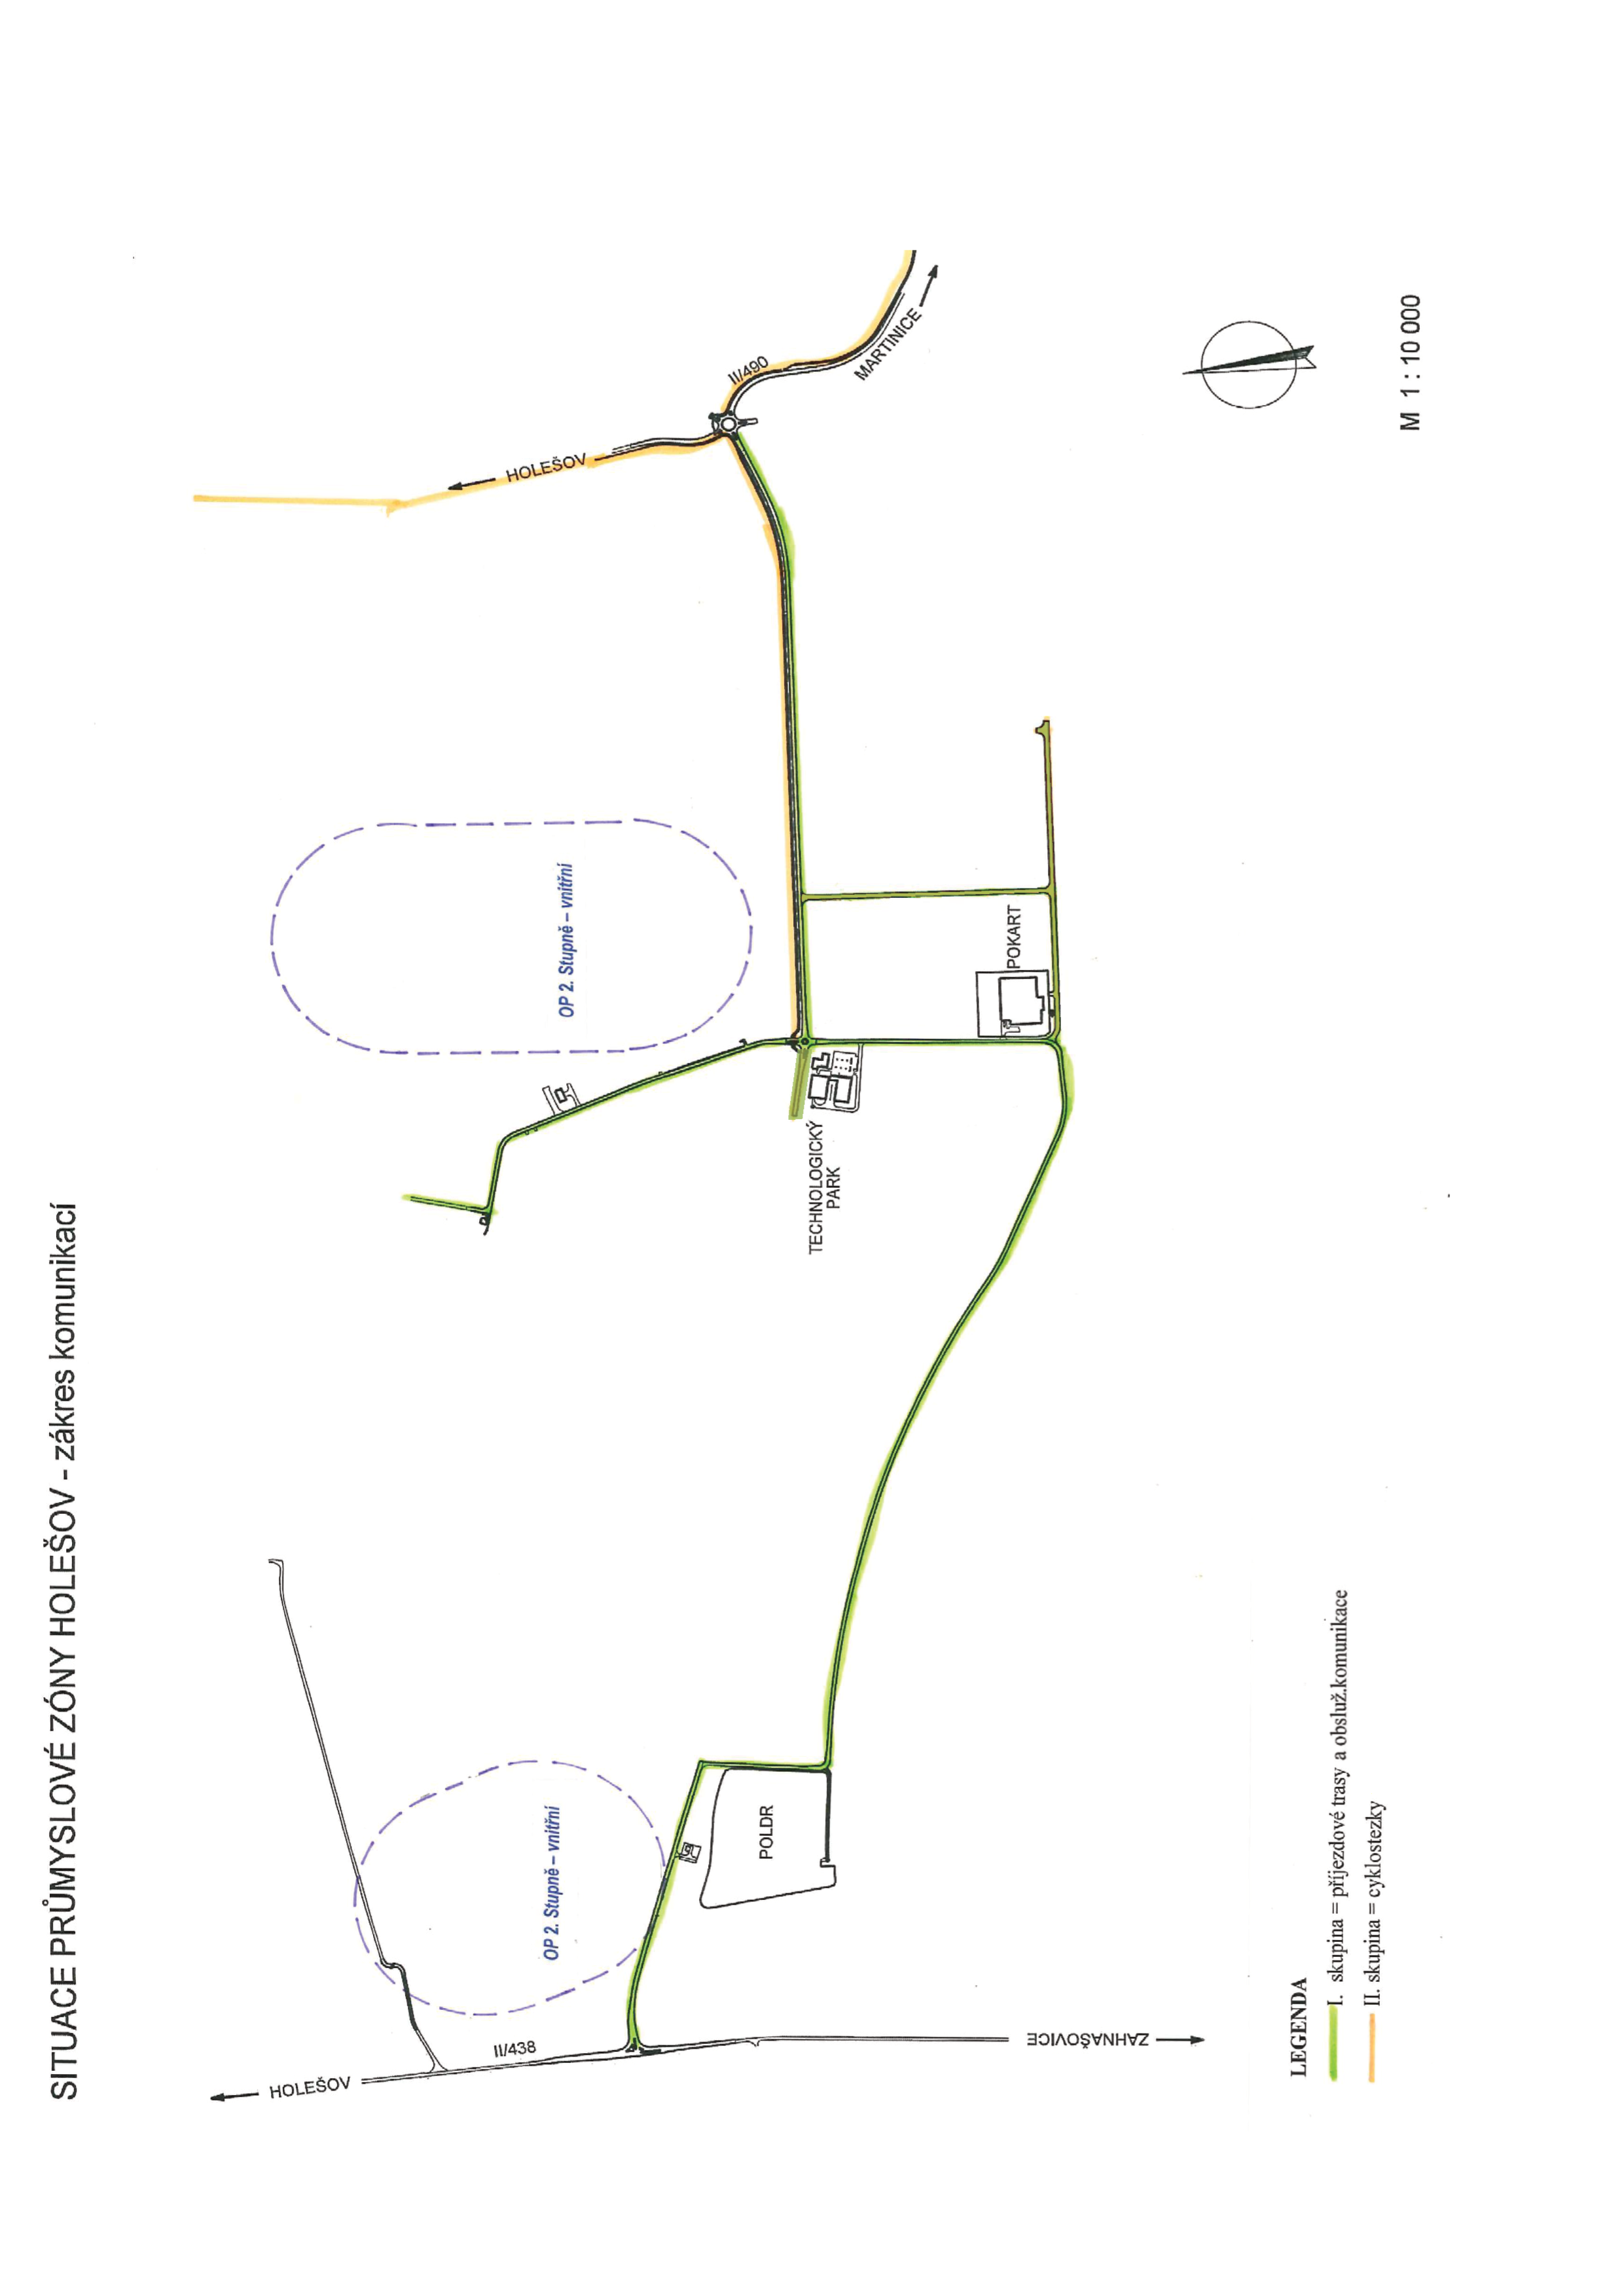 SITUACE PRŮMYSLOVÉ ZÓNY HOLEŠOV - zákres komunikací
HOLEŠOV
II/438
OP 2. Stupně – vnitřní
POLDR
ZAHNAŠOVICE
OP 2. Stupně – vnitřní
TECHNOLOGICKÝ
PARK
POKART
HOLEŠOV
II/490
MARTINICE
M 1 : 10 000
LEGENDA
I. skupina = příjezdové trasy a obsluž.komunikace
II. skupina = cyklostezky